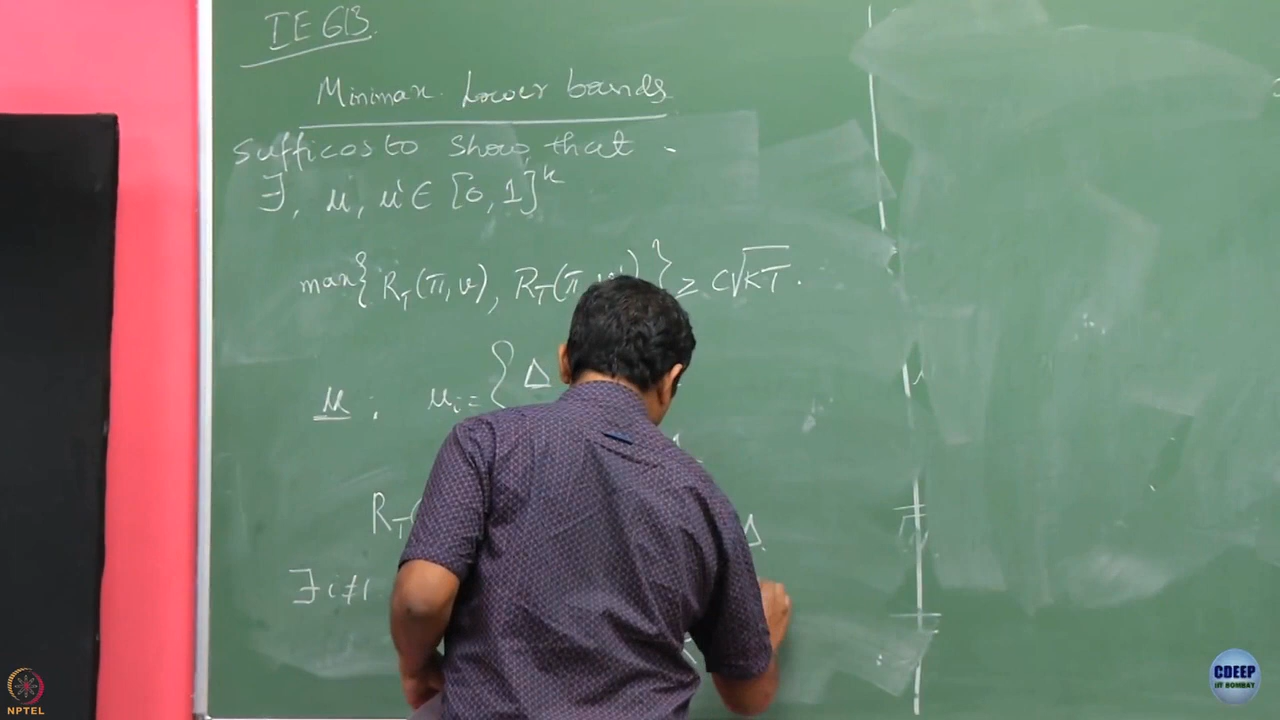 IE 613.
Minimax Lower bounds
Suffices to show that
∃, μ, μ' ∈ [0, 1]^k
max{ R_T(π, ν), R_T(π, ν') } ≥ C√KT.
μ : μ_i = { Δ
R_T(
Δ.
∃ i≠1
NPTEL
CDEEP
IIT BOMBAY